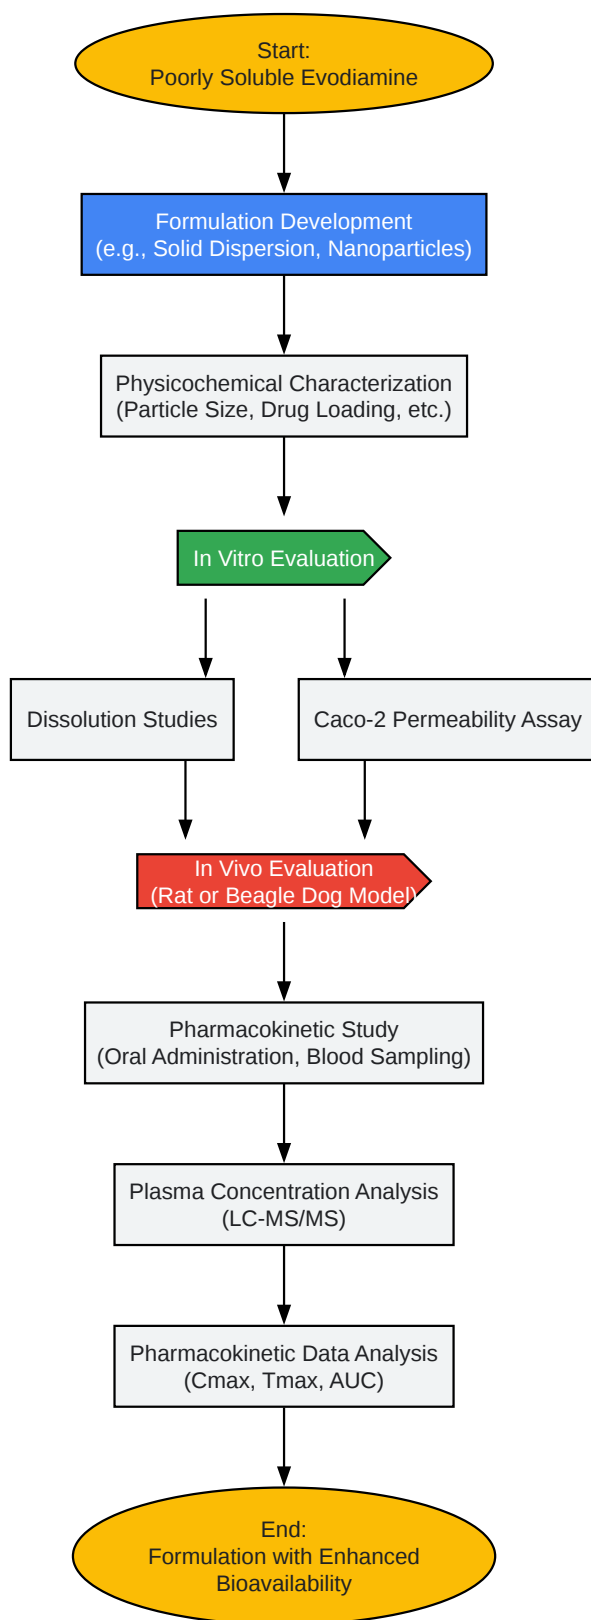 Start:
Poorly Soluble Evodiamine
Formulation Development
(e.g., Solid Dispersion, Nanoparticles)
Physicochemical Characterization
(Particle Size, Drug Loading, etc.)
In Vitro Evaluation
Dissolution Studies
Caco-2 Permeability Assay
In Vivo Evaluation
(Rat or Beagle Dog Model)
Pharmacokinetic Study
(Oral Administration, Blood Sampling)
Plasma Concentration Analysis
(LC-MS/MS)
Pharmacokinetic Data Analysis
(Cmax, Tmax, AUC)
End:
Formulation with Enhanced
Bioavailability